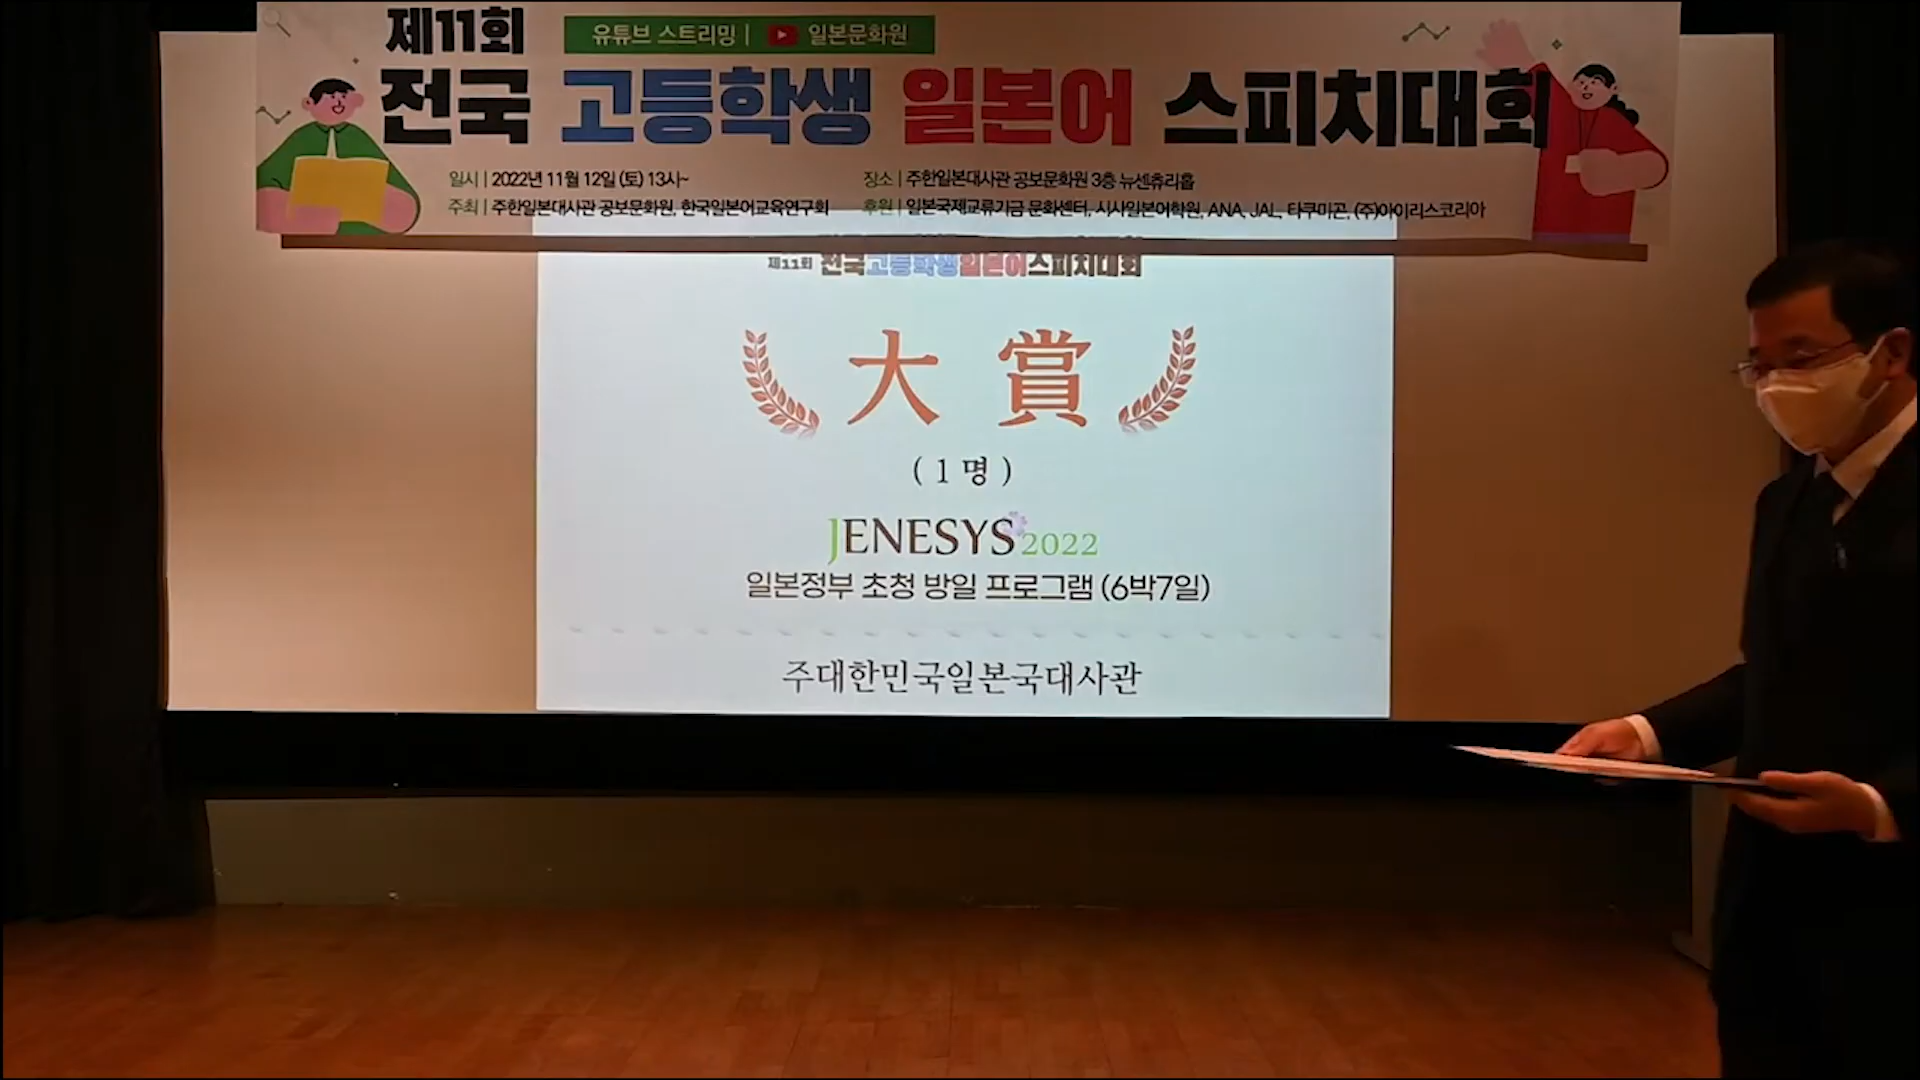 제11회
유튜브 스트리밍 | 일본문화원
전국 고등학생 일본어 스피치대회
일시 | 2022년 11월 12일 (토) 13시~
장소 | 주한일본대사관 공보문화원 3층 뉴센츄리홀
주최 | 주한일본대사관 공보문화원, 한국일본어교육연구회
후원 | 일본국제교류기금 문화센터, 시사일본어학원, ANA, JAL, 타쿠미곤, (주)아이리스코리아
제11회 전국고등학생일본어스피치대회
大賞
( 1 명 )
JENESYS 2022
일본정부 초청 방일 프로그램 (6박7일)
주대한민국일본국대사관